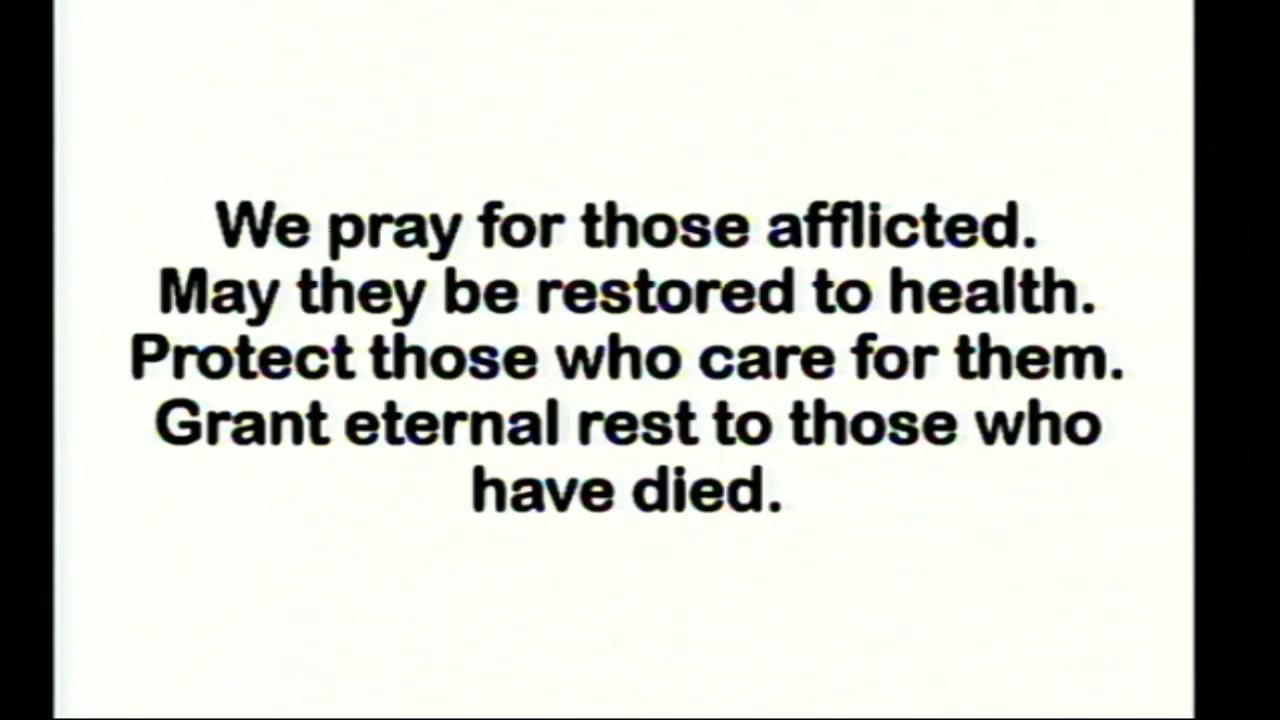 We pray for those afflicted.
May they be restored to health.
Protect those who care for them.
Grant eternal rest to those who
have died.